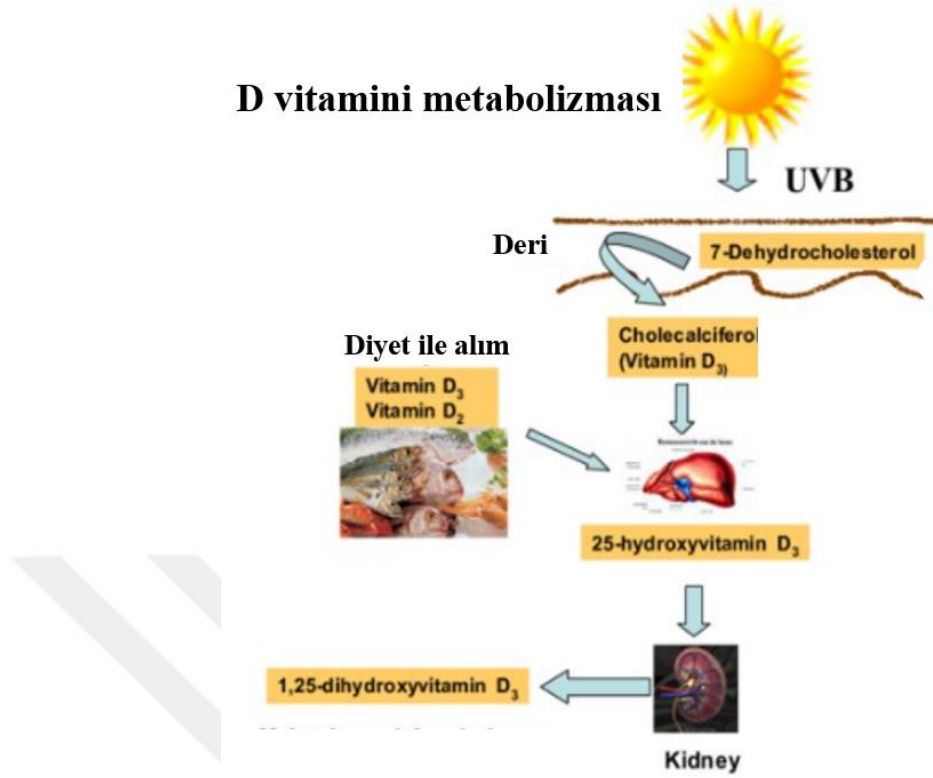 D vitamini metabolizması
UVB
Deri
7-Dehydrocholesterol
Cholecalciferol
(Vitamin D3)
Diyet ile alım
Vitamin D3
Vitamin D2
25-hydroxyvitamin D3
1,25-dihydroxyvitamin D3
Kidney